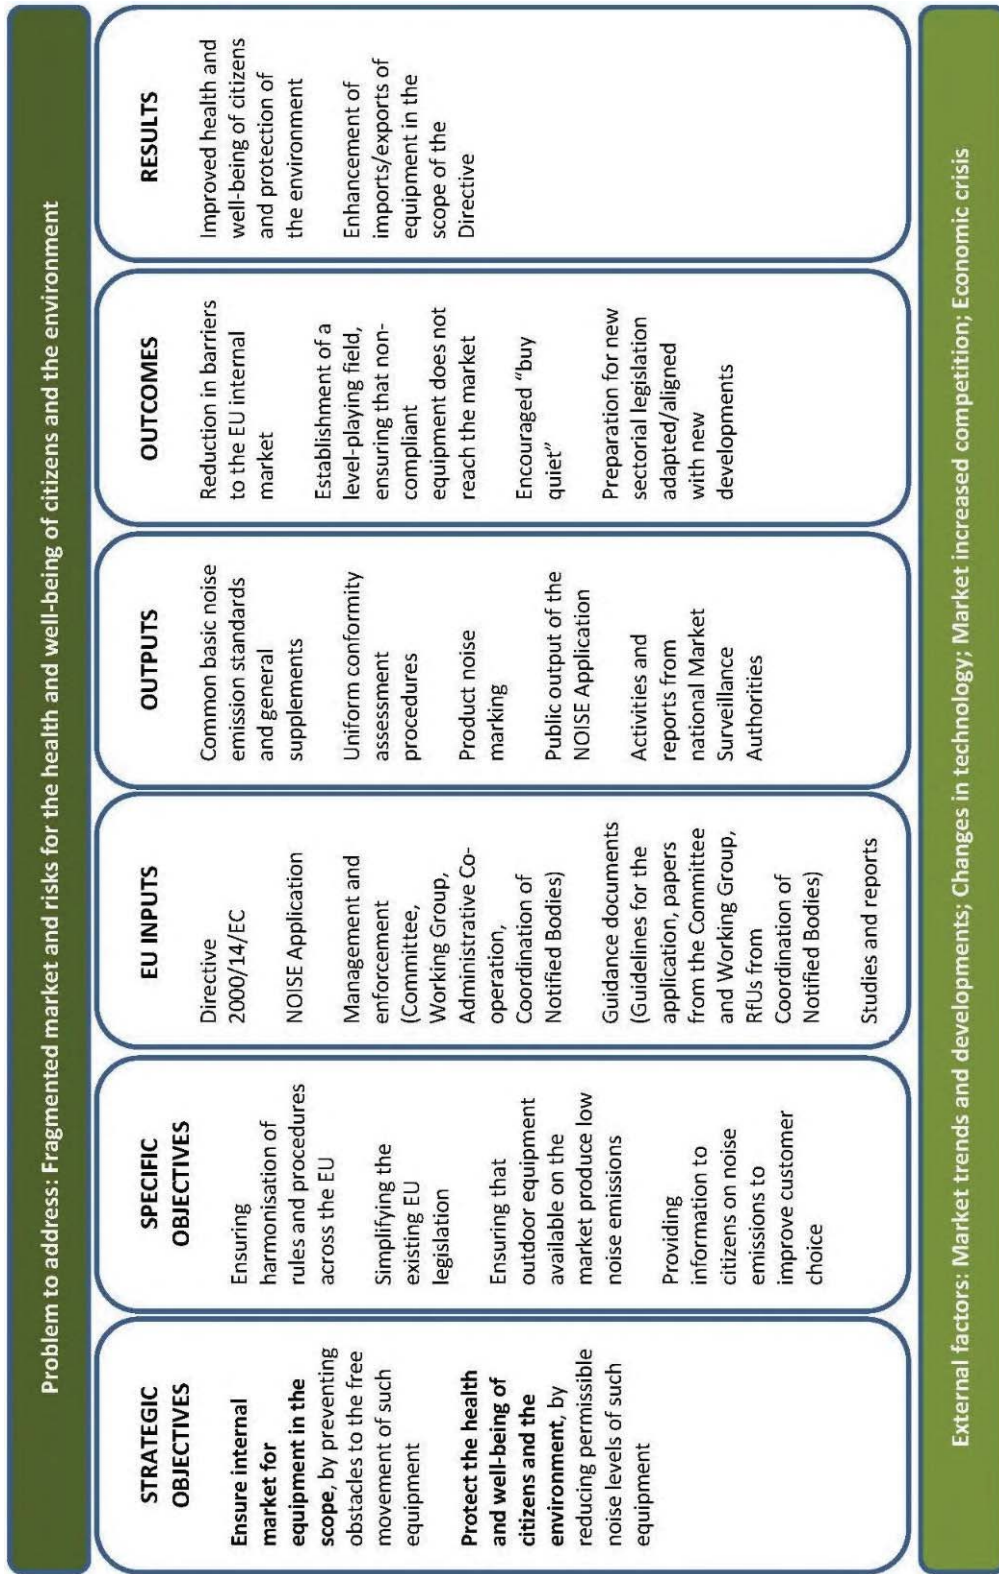 Problem to address: Fragmented market and risks for the health and well-being of citizens and the environment
STRATEGIC
OBJECTIVES
Ensure internal
market for
equipment in the
scope, by preventing
obstacles to the free
movement of such
equipment
Protect the health
and well-being of
citizens and the
environment, by
reducing permissible
noise levels of such
equipment
SPECIFIC
OBJECTIVES
Ensuring
harmonisation of
rules and procedures
across the EU
Simplifying the
existing EU
legislation
Ensuring that
outdoor equipment
available on the
market produce low
noise emissions
Providing
information to
citizens on noise
emissions to
improve customer
choice
EU INPUTS
Directive
2000/14/EC
NOISE Application
Management and
enforcement
(Committee,
Working Group,
Administrative Co-
operation,
Coordination of
Notified Bodies)
Guidance documents
(Guidelines for the
application, papers
from the Committee
and Working Group,
RfUs from
Coordination of
Notified Bodies)
Studies and reports
OUTPUTS
Common basic noise
emission standards
and general
supplements
Uniform conformity
assessment
procedures
Product noise
marking
Public output of the
NOISE Application
Activities and
reports from
national Market
Surveillance
Authorities
OUTCOMES
Reduction in barriers
to the EU internal
market
Establishment of a
level-playing field,
ensuring that non-
compliant
equipment does not
reach the market
Encouraged “buy
quiet”
Preparation for new
sectorial legislation
adapted/aligned
with new
developments
RESULTS
Improved health and
well-being of citizens
and protection of
the environment
Enhancement of
imports/exports of
equipment in the
scope of the
Directive
External factors: Market trends and developments; Changes in technology; Market increased competition; Economic crisis